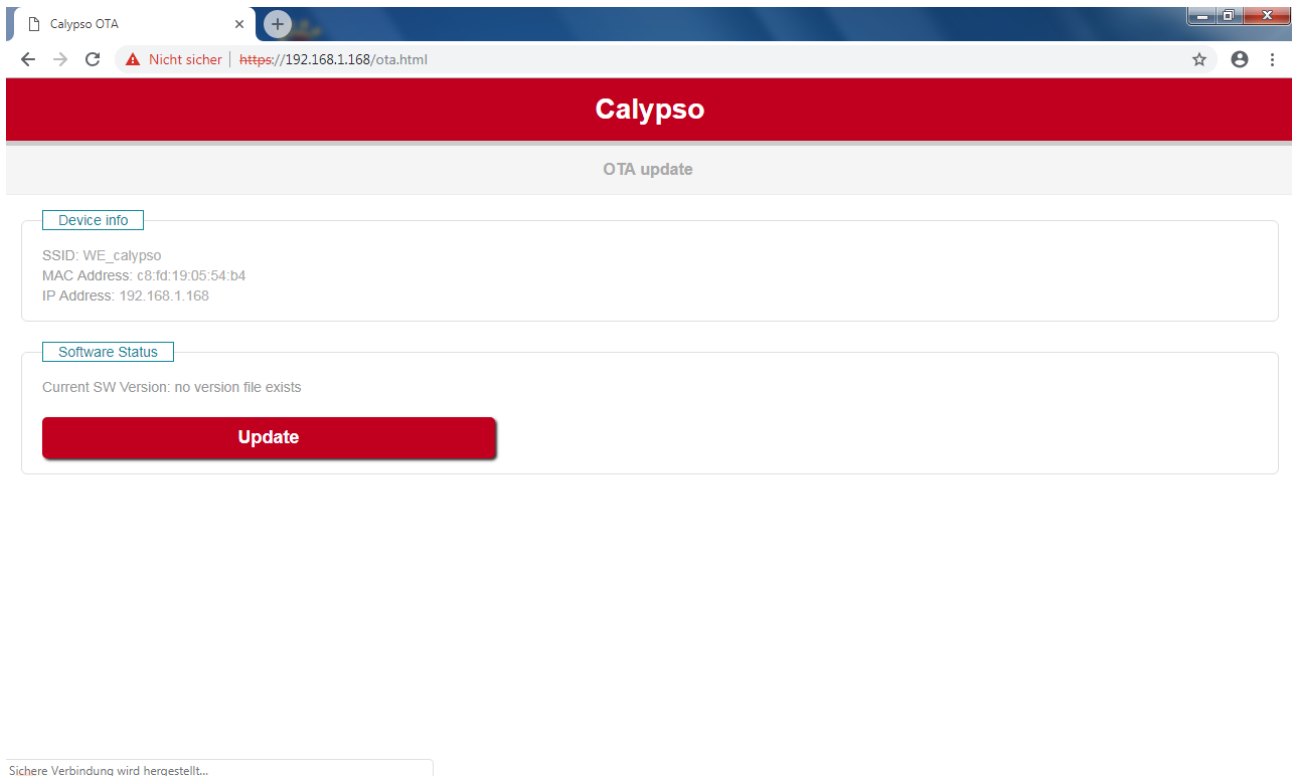 Calypso OTA
Nicht sicher | https://192.168.1.168/ota.html
Calypso
OTA update
Device info
SSID: WE_calypso
MAC Address: c8:fd:19:05:54:b4
IP Address: 192.168.1.168
Software Status
Current SW Version: no version file exists
Update
Sichere Verbindung wird hergestellt...